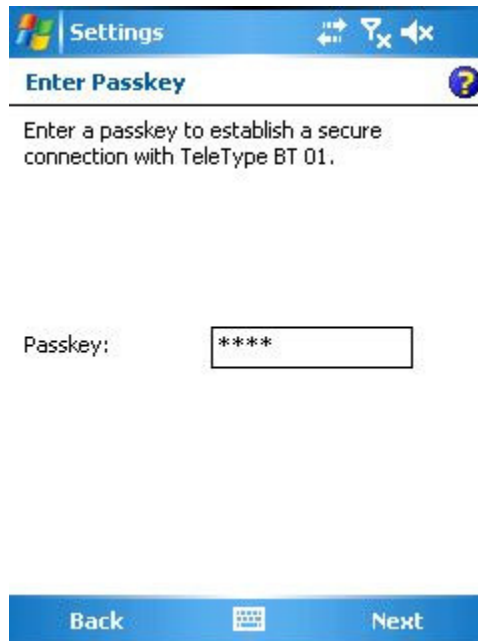 Settings
Enter Passkey
Enter a passkey to establish a secure
connection with TeleType BT 01.
Passkey: ****
Back Next